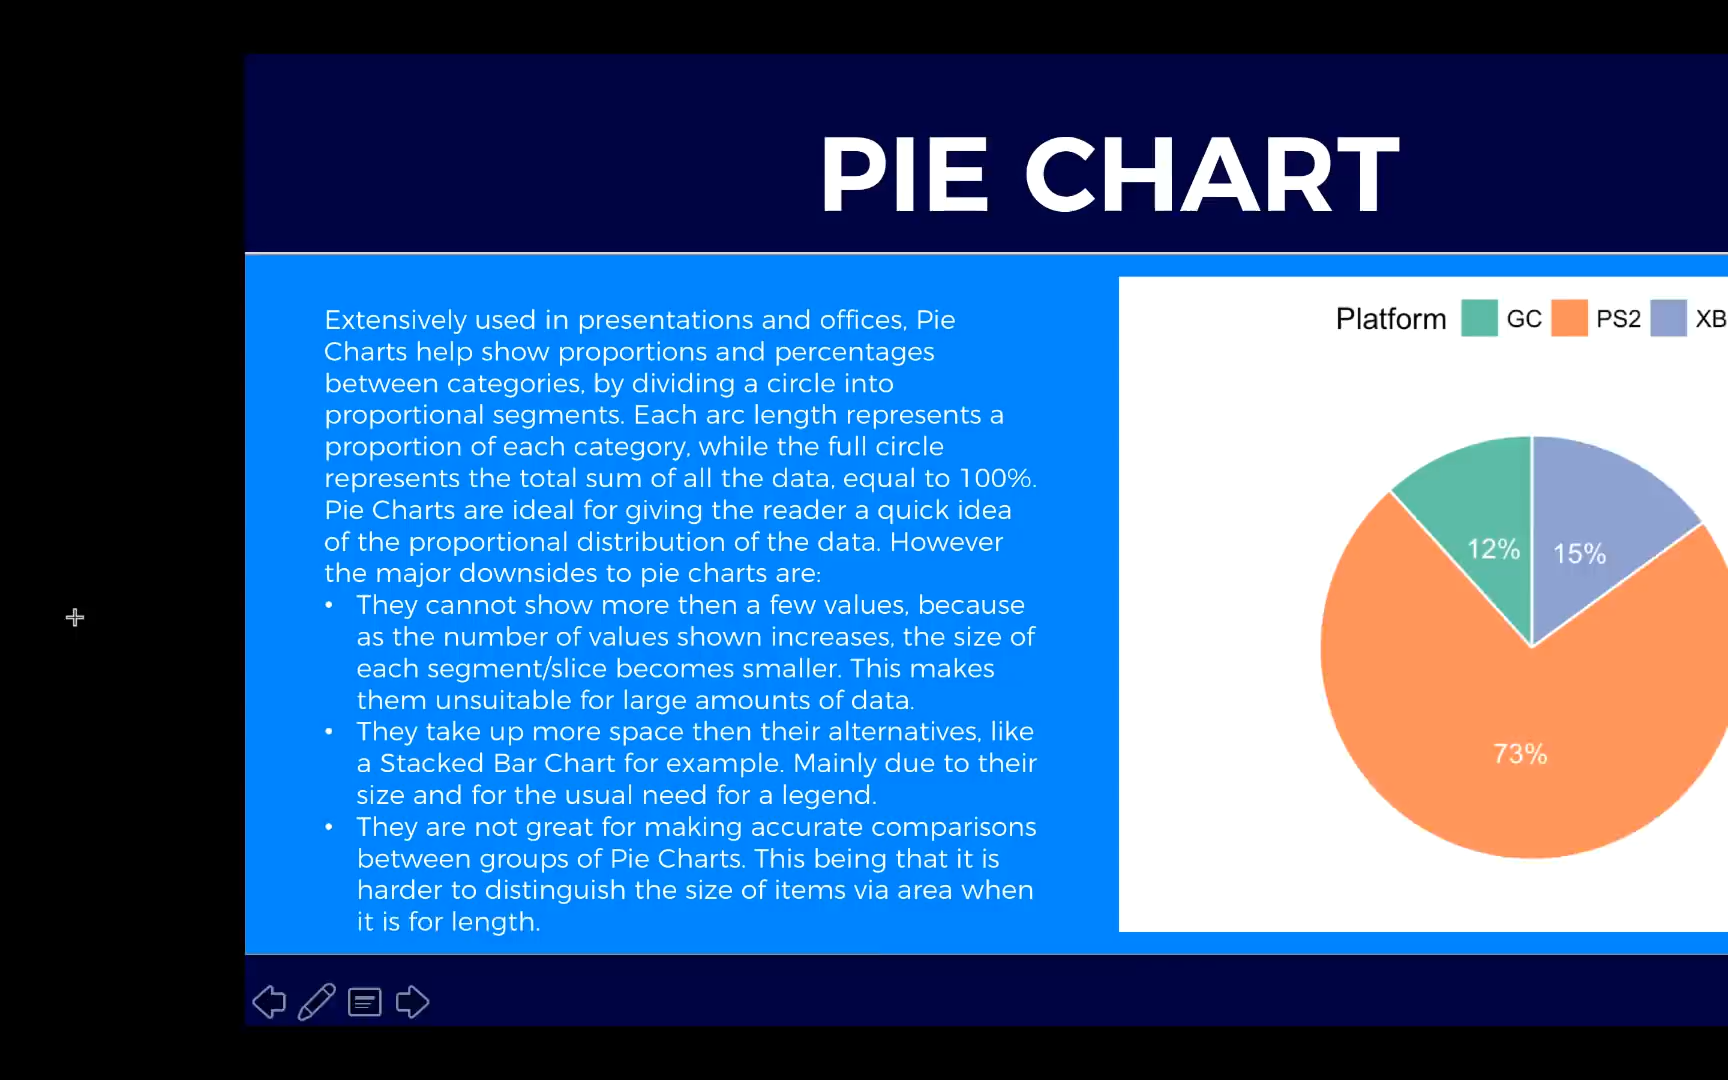 PIE CHART
Extensively used in presentations and offices, Pie
Charts help show proportions and percentages
between categories, by dividing a circle into
proportional segments. Each arc length represents a
proportion of each category, while the full circle
represents the total sum of all the data, equal to 100%.
Pie Charts are ideal for giving the reader a quick idea
of the proportional distribution of the data. However
the major downsides to pie charts are:
• They cannot show more then a few values, because
as the number of values shown increases, the size of
each segment/slice becomes smaller. This makes
them unsuitable for large amounts of data.
• They take up more space then their alternatives, like
a Stacked Bar Chart for example. Mainly due to their
size and for the usual need for a legend.
• They are not great for making accurate comparisons
between groups of Pie Charts. This being that it is
harder to distinguish the size of items via area when
it is for length.
Platform GC PS2 XB
12%
15%
73%